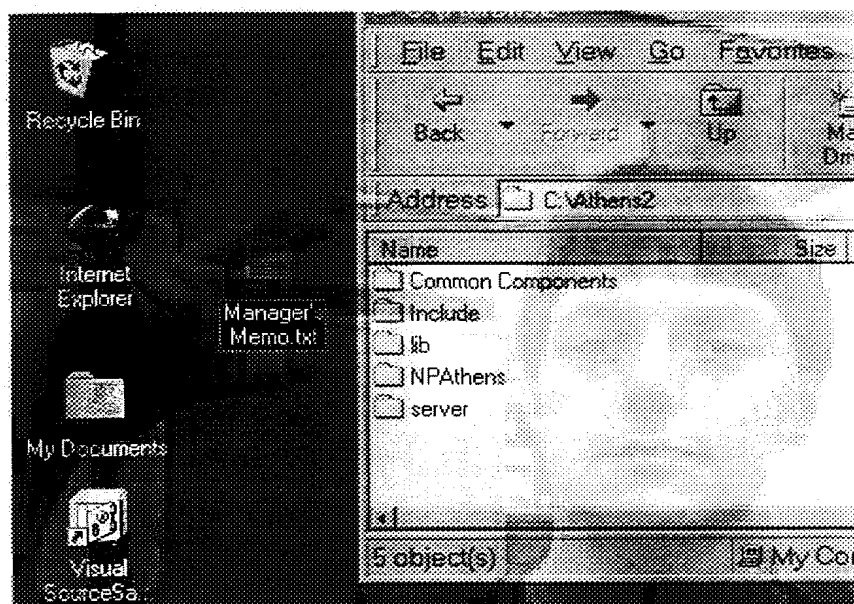 Recycle Bin
Internet
Explorer
Manager's
Memo.txt
My Documents
Visual
SourceSa...
File Edit View Go Favorites
Back Forward Up
Address C:\Athens2
Name Size
Common Components
Include
lib
NPAthens
server
5 object(s) My Com